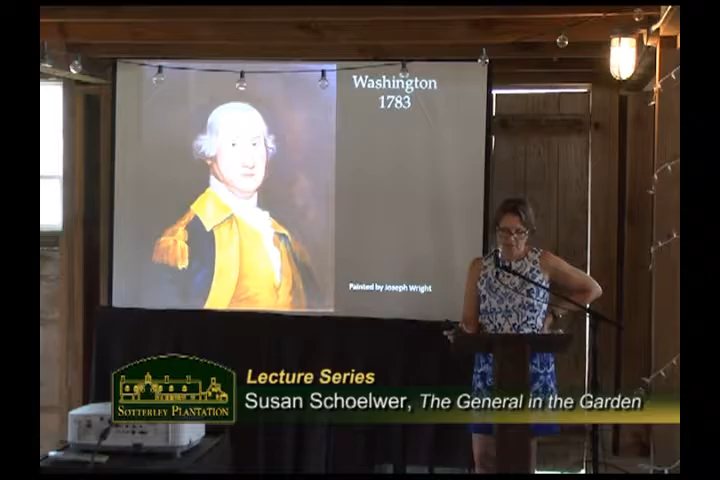 Washington
1783
Painted by Joseph Wright
Lecture Series
Susan Schoelwer, The General in the Garden
SOTTERLEY PLANTATION